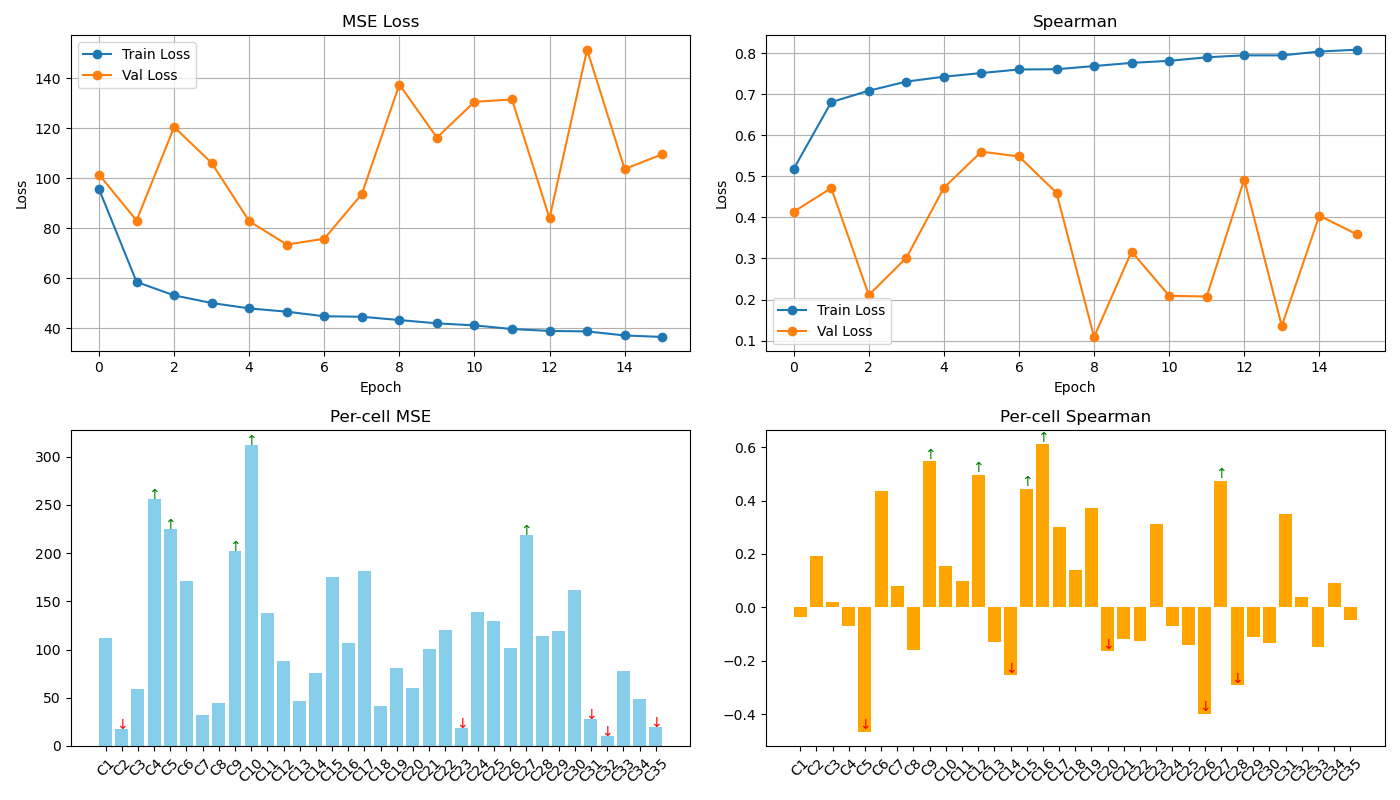 MSE Loss
Train Loss
Val Loss
140
120
100
80
60
40
Loss
0 2 4 6 8 10 12 14
Epoch
Spearman
0.8
0.7
0.6
0.5
0.4
0.3
0.2
0.1
Loss
Train Loss
Val Loss
0 2 4 6 8 10 12 14
Epoch
Per-cell MSE
300
250
200
150
100
50
0
↑ ↑ ↑ ↑ ↑
↓ ↓ ↓ ↓ ↓
C1 C2 C3 C4 C5 C6 C7 C8 C9 C10 C11 C12 C13 C14 C15 C16 C17 C18 C19 C20 C21 C22 C23 C24 C25 C26 C27 C28 C29 C30 C31 C32 C33 C34 C35
Per-cell Spearman
0.6
0.4
0.2
0.0
−0.2
−0.4
↑ ↑ ↑ ↑ ↑
↓ ↓ ↓ ↓ ↓
C1 C2 C3 C4 C5 C6 C7 C8 C9 C10 C11 C12 C13 C14 C15 C16 C17 C18 C19 C20 C21 C22 C23 C24 C25 C26 C27 C28 C29 C30 C31 C32 C33 C34 C35